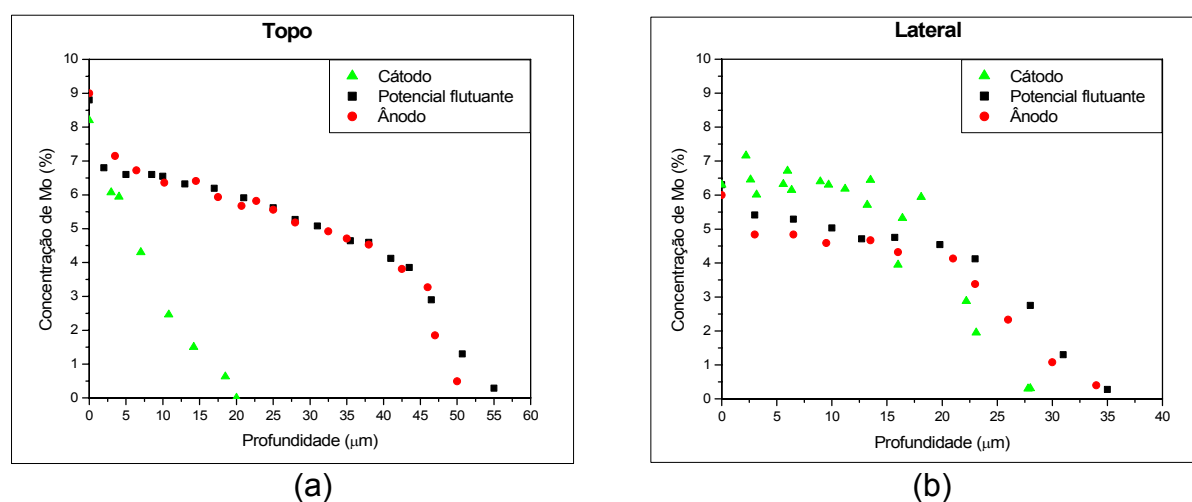 Topo
10
9
8
7
6
5
4
3
2
1
0
Concentração de Mo (%)
Cátodo
Potencial flutuante
Ânodo
0 5 10 15 20 25 30 35 40 45 50 55 60
Profundidade (μm)
(a)
Lateral
10
9
8
7
6
5
4
3
2
1
0
Concentração de Mo (%)
Cátodo
Potencial flutuante
Ânodo
0 5 10 15 20 25 30 35 40
Profundidade (μm)
(b)